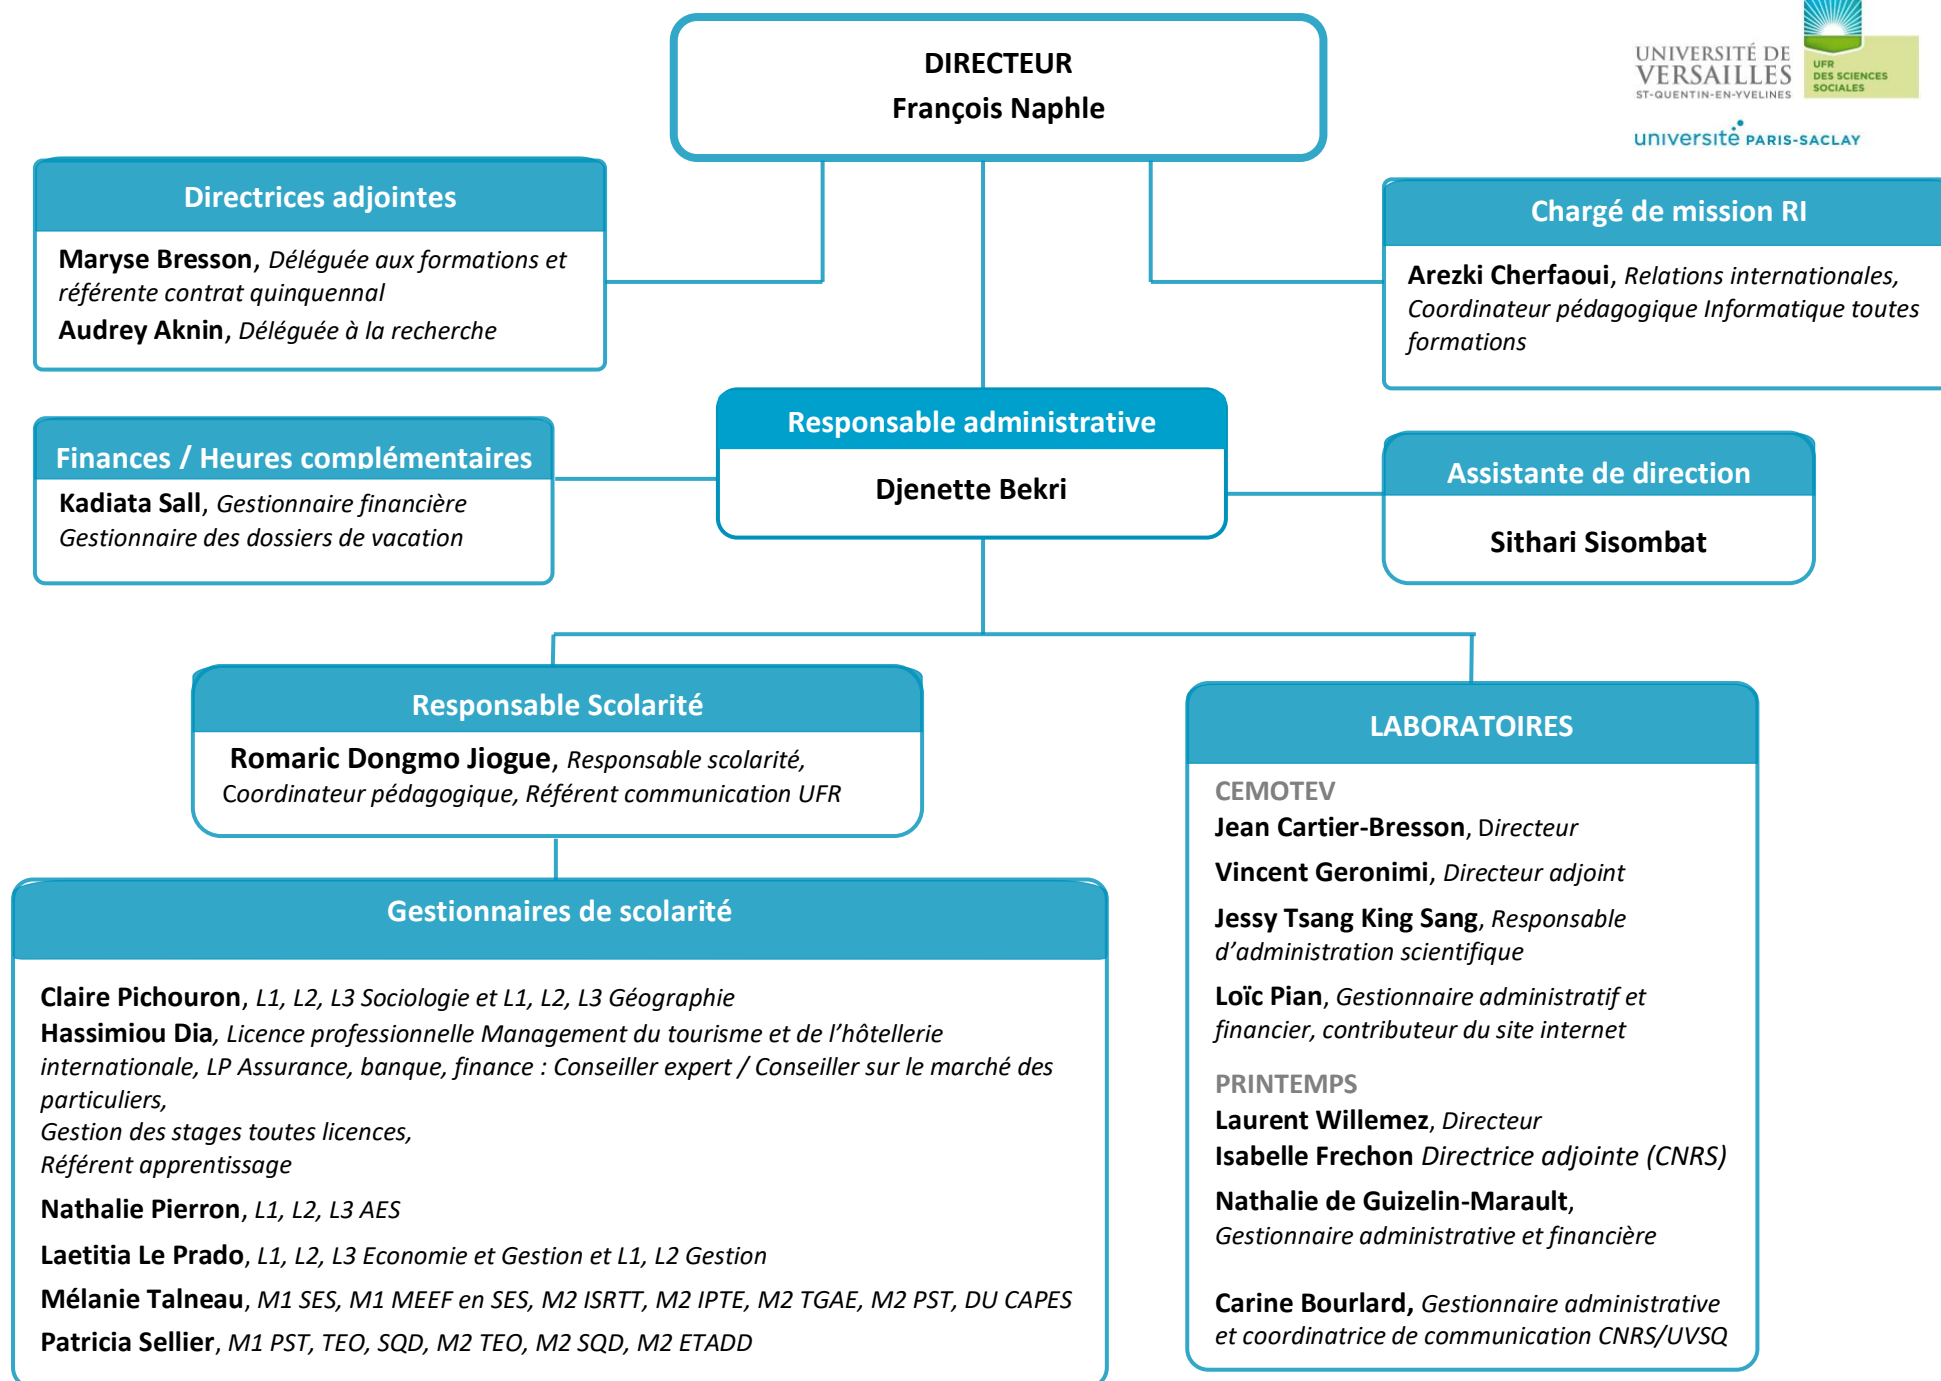 DIRECTEUR
François Naphle
UNIVERSITÉ DE
VERSAILLES
ST-QUENTIN-EN-YVELINES
UFR
DES SCIENCES
SOCIALES
université PARIS-SACLAY
Directrices adjointes
Maryse Bresson, Déléguée aux formations et
référente contrat quinquennal
Audrey Aknin, Déléguée à la recherche
Chargé de mission RI
Arezki Cherfaoui, Relations internationales,
Coordinateur pédagogique Informatique toutes
formations
Finances / Heures complémentaires
Kadiata Sall, Gestionnaire financière
Gestionnaire des dossiers de vacation
Responsable administrative
Djenette Bekri
Assistante de direction
Sithari Sisombat
Responsable Scolarité
Romaric Dongmo Jiogue, Responsable scolarité,
Coordinateur pédagogique, Référent communication UFR
Gestionnaires de scolarité
Claire Pichouron, L1, L2, L3 Sociologie et L1, L2, L3 Géographie
Hassimiou Dia, Licence professionnelle Management du tourisme et de l’hôtellerie
internationale, LP Assurance, banque, finance : Conseiller expert / Conseiller sur le marché des
particuliers,
Gestion des stages toutes licences,
Référent apprentissage
Nathalie Pierron, L1, L2, L3 AES
Laetitia Le Prado, L1, L2, L3 Economie et Gestion et L1, L2 Gestion
Mélanie Talneau, M1 SES, M1 MEEF en SES, M2 ISRTT, M2 IPTE, M2 TGAE, M2 PST, DU CAPES
Patricia Sellier, M1 PST, TEO, SQD, M2 TEO, M2 SQD, M2 ETADD
LABORATOIRES
CEMOTEV
Jean Cartier-Bresson, Directeur
Vincent Geronimi, Directeur adjoint
Jessy Tsang King Sang, Responsable
d’administration scientifique
Loïc Pian, Gestionnaire administratif et
financier, contributeur du site internet
PRINTEMPS
Laurent Willemez, Directeur
Isabelle Frechon Directrice adjointe (CNRS)
Nathalie de Guizelin-Marault,
Gestionnaire administrative et financière
Carine Bourlard, Gestionnaire administrative
et coordinatrice de communication CNRS/UVSQ